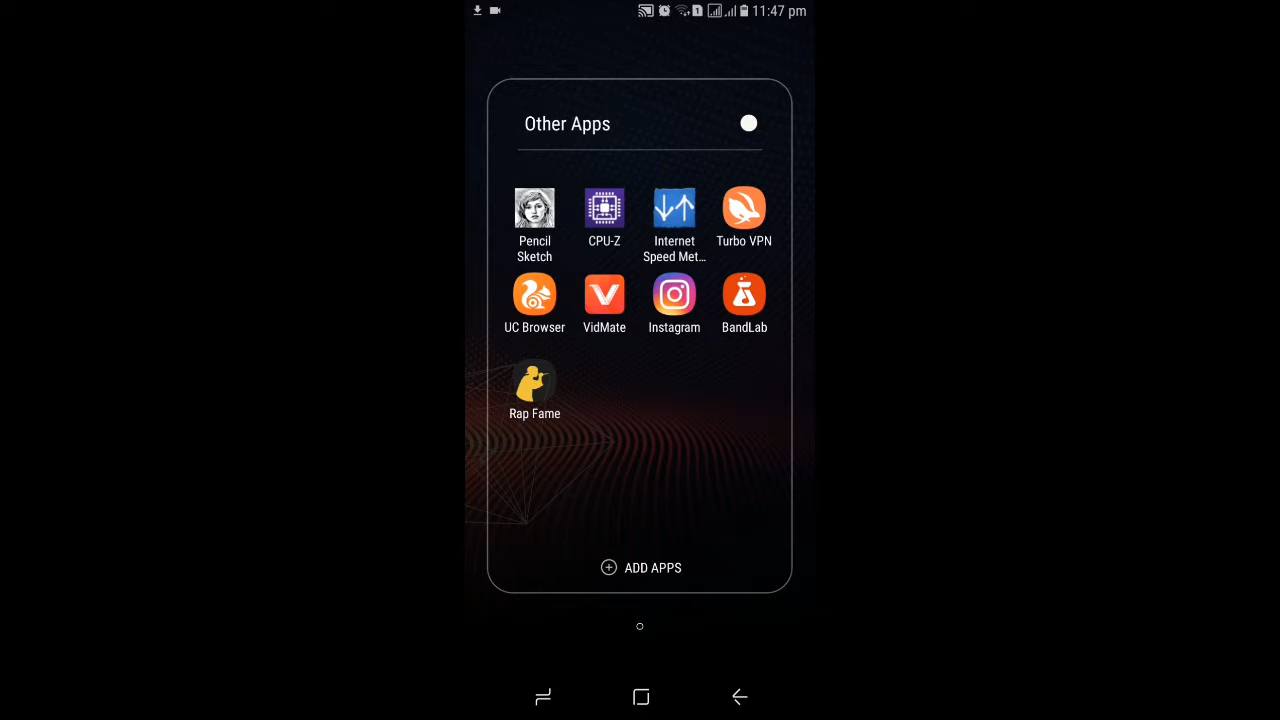 11:47 pm
Other Apps
Pencil
Sketch
CPU-Z
Internet
Speed Met...
Turbo VPN
UC Browser
VidMate
Instagram
BandLab
Rap Fame
ADD APPS